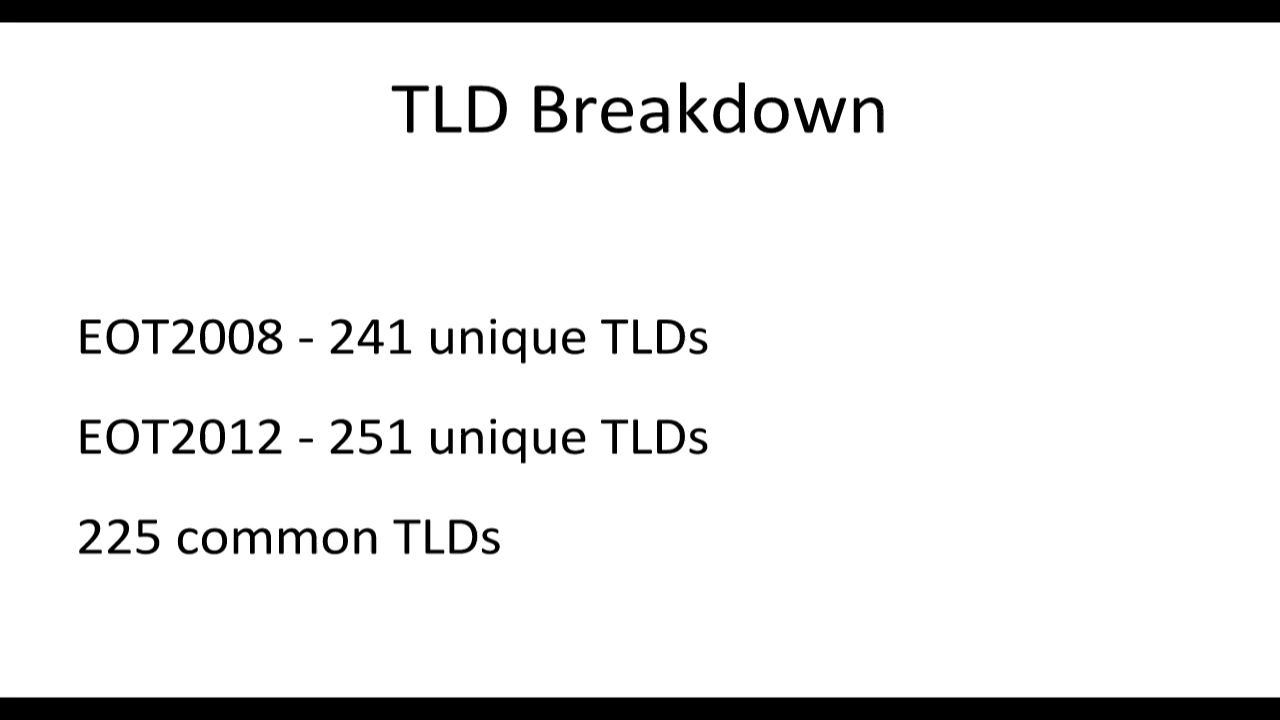 TLD Breakdown
EOT2008 - 241 unique TLDs
EOT2012 - 251 unique TLDs
225 common TLDs